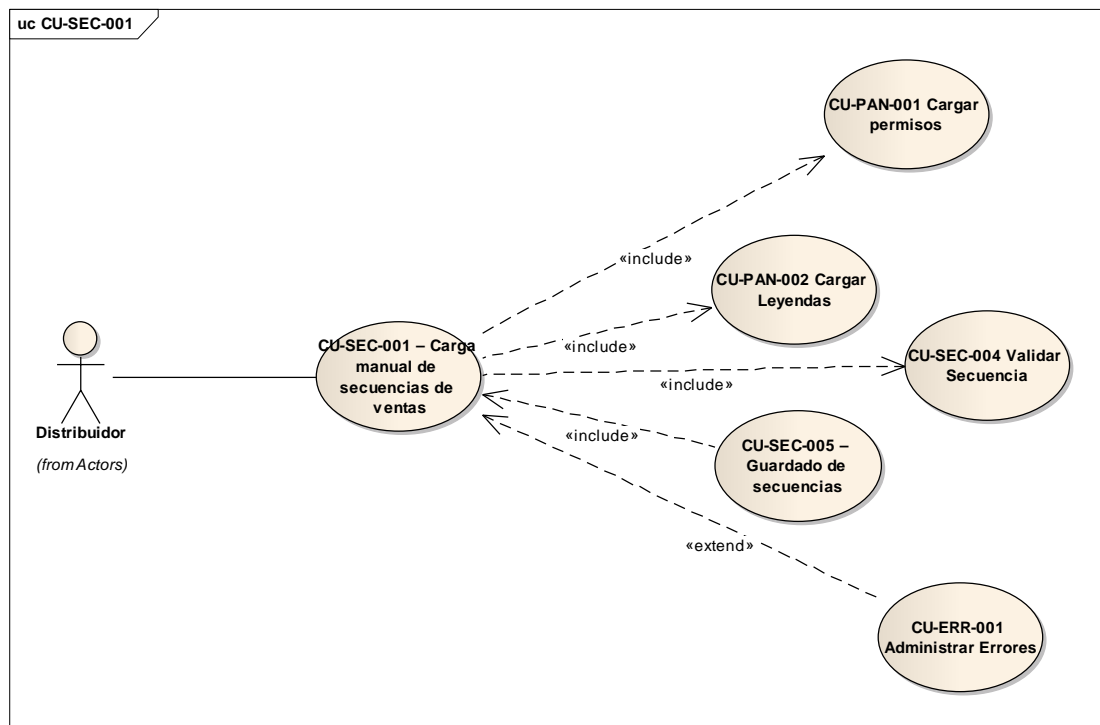 uc CU-SEC-001
CU-PAN-001 Cargar
permisos
«include»
CU-PAN-002 Cargar
Leyendas
«include»
CU-SEC-001 – Carga
manual de
secuencias de
ventas
CU-SEC-004 Validar
Secuencia
«include»
Distribuidor
(from Actors)
«include»
CU-SEC-005 –
Guardado de
secuencias
«extend»
CU-ERR-001
Administrar Errores